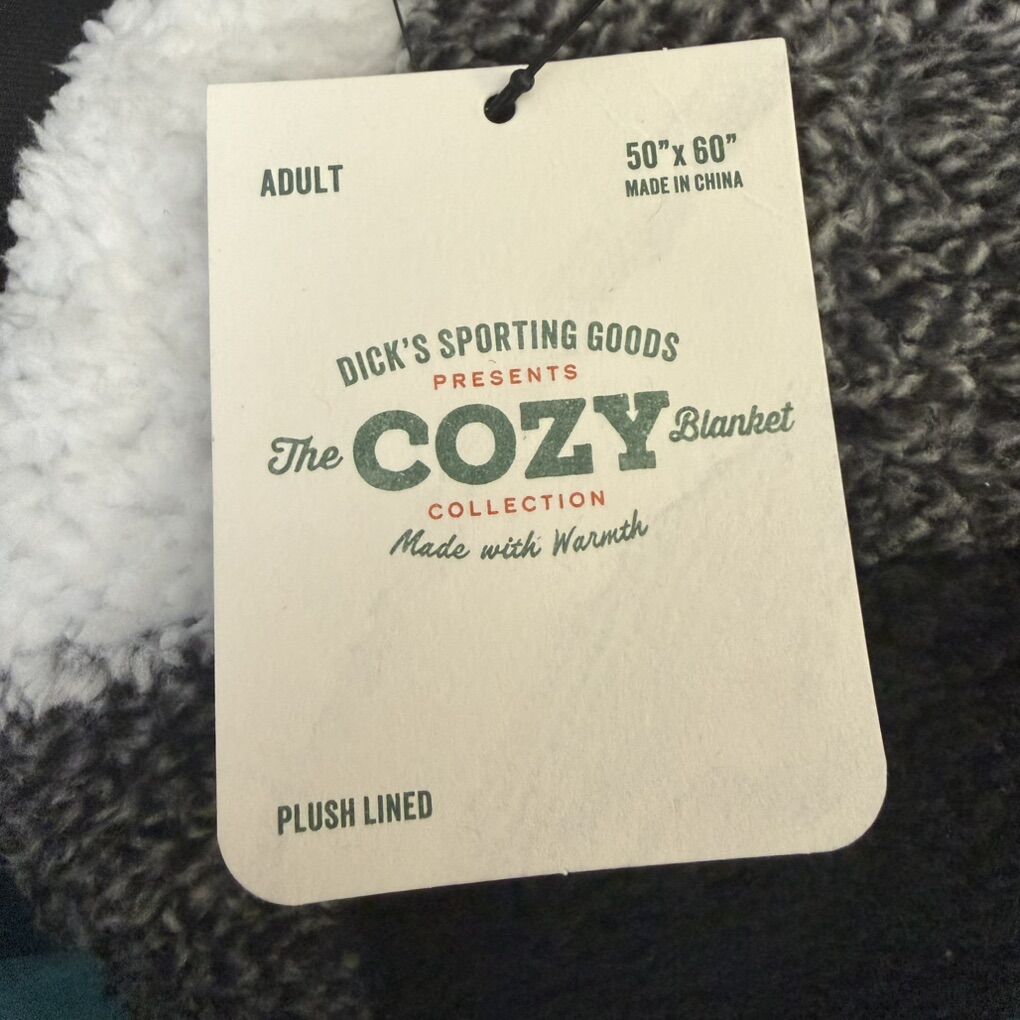 ADULT
50”x 60”
MADE IN CHINA
DICK'S SPORTING GOODS
PRESENTS
The COZY Blanket
COLLECTION
Made with Warmth
PLUSH LINED